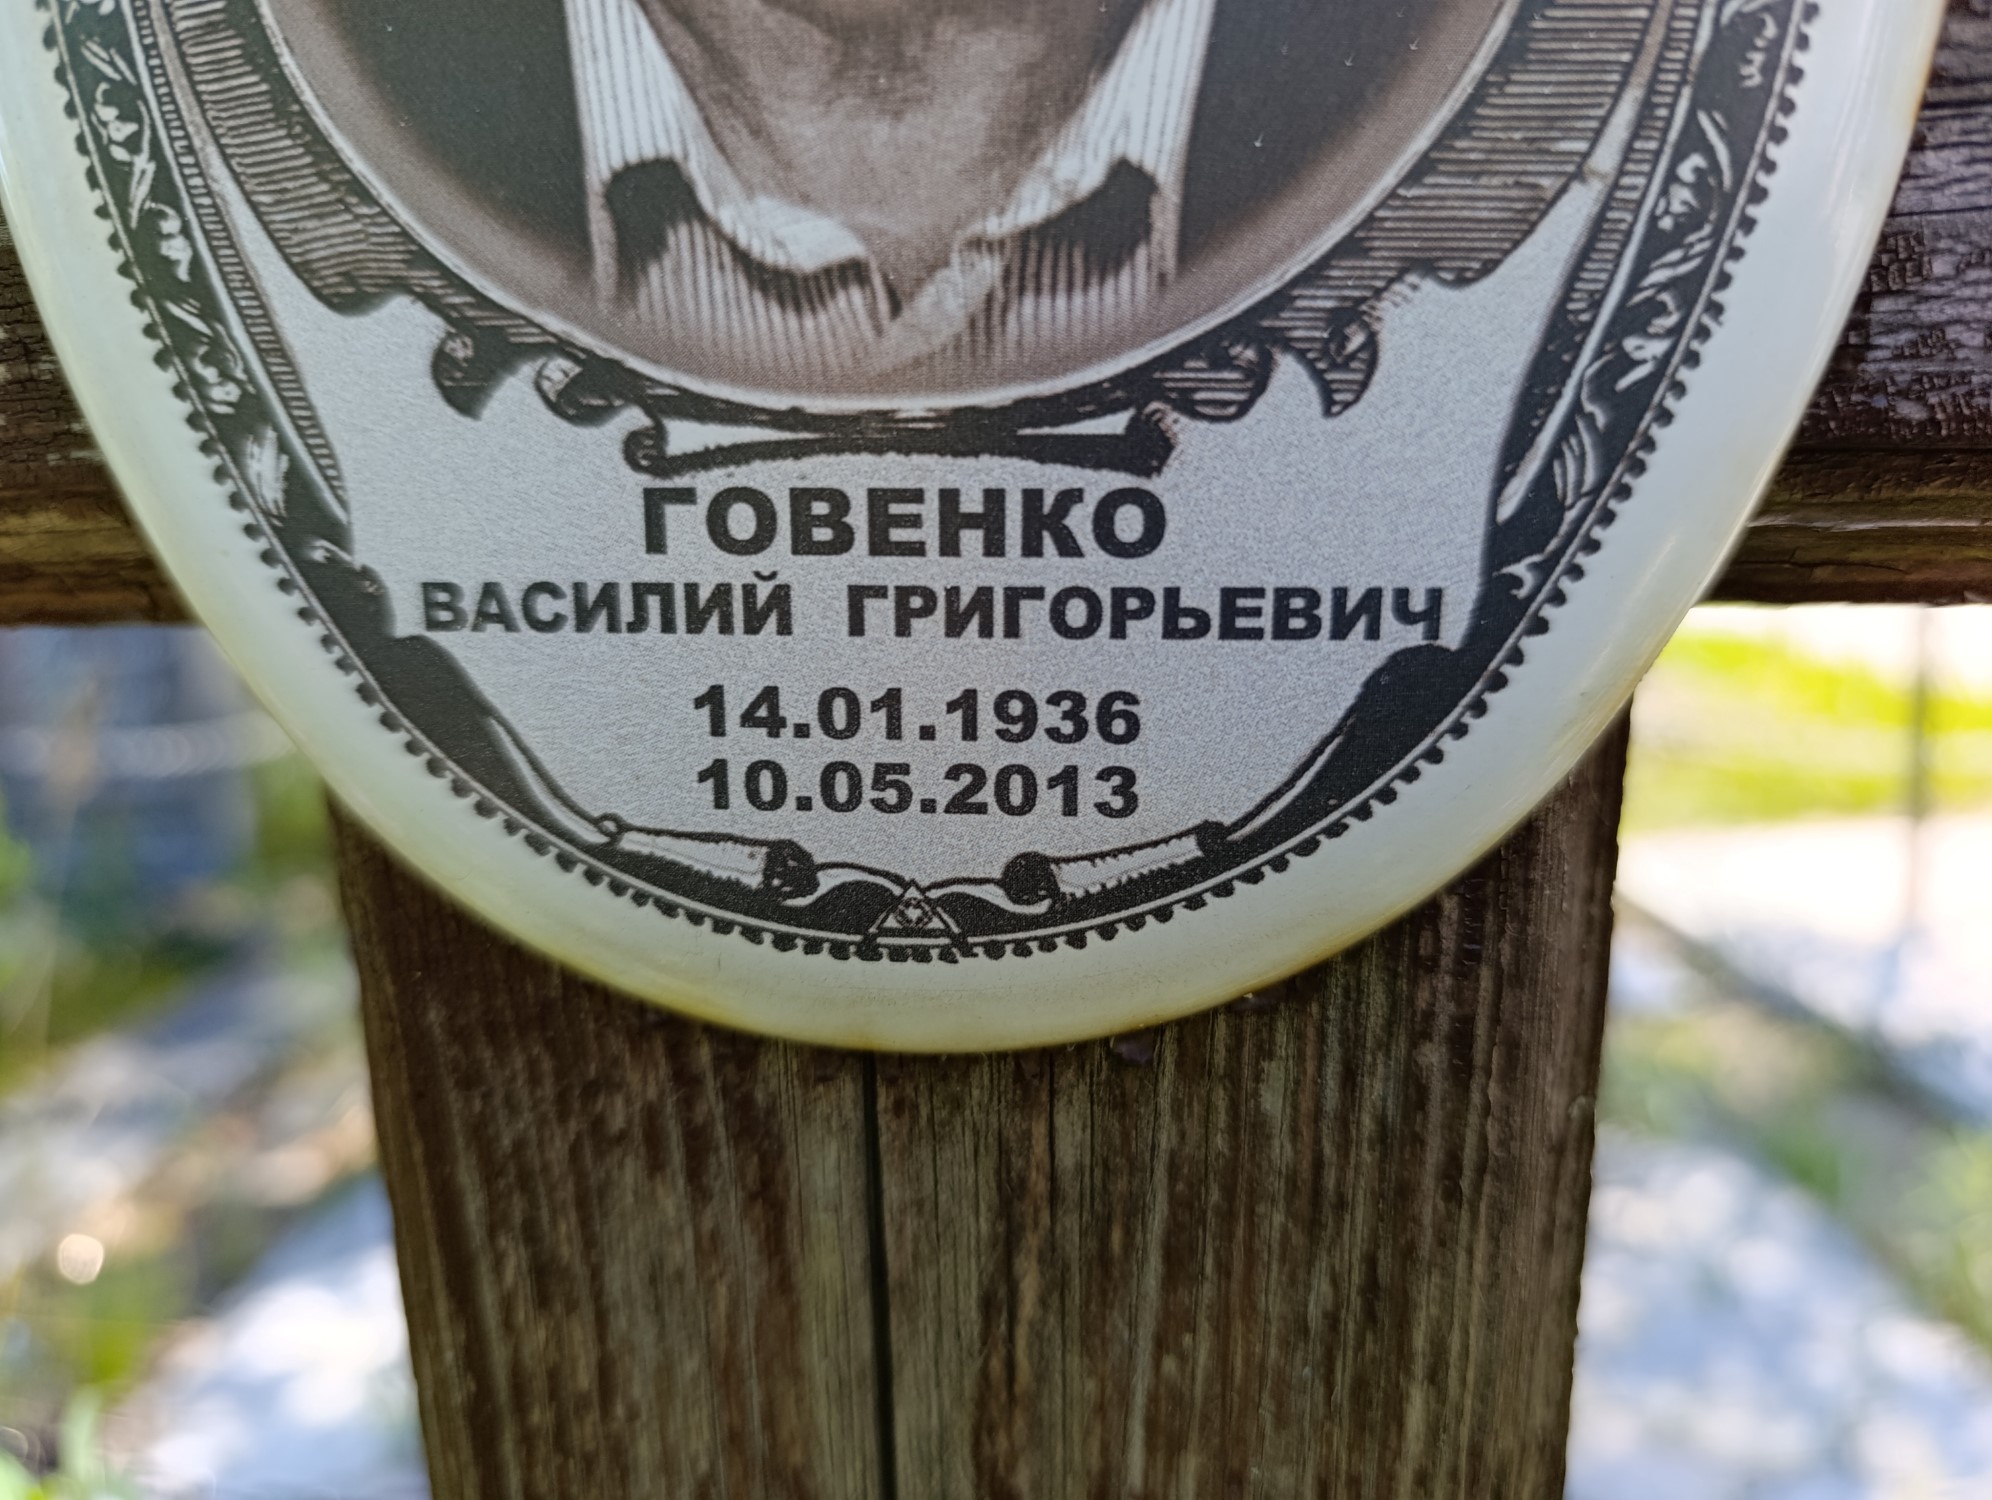 ГОВЕНКО
ВАСИЛИЙ ГРИГОРЬЕВИЧ
14.01.1936
10.05.2013